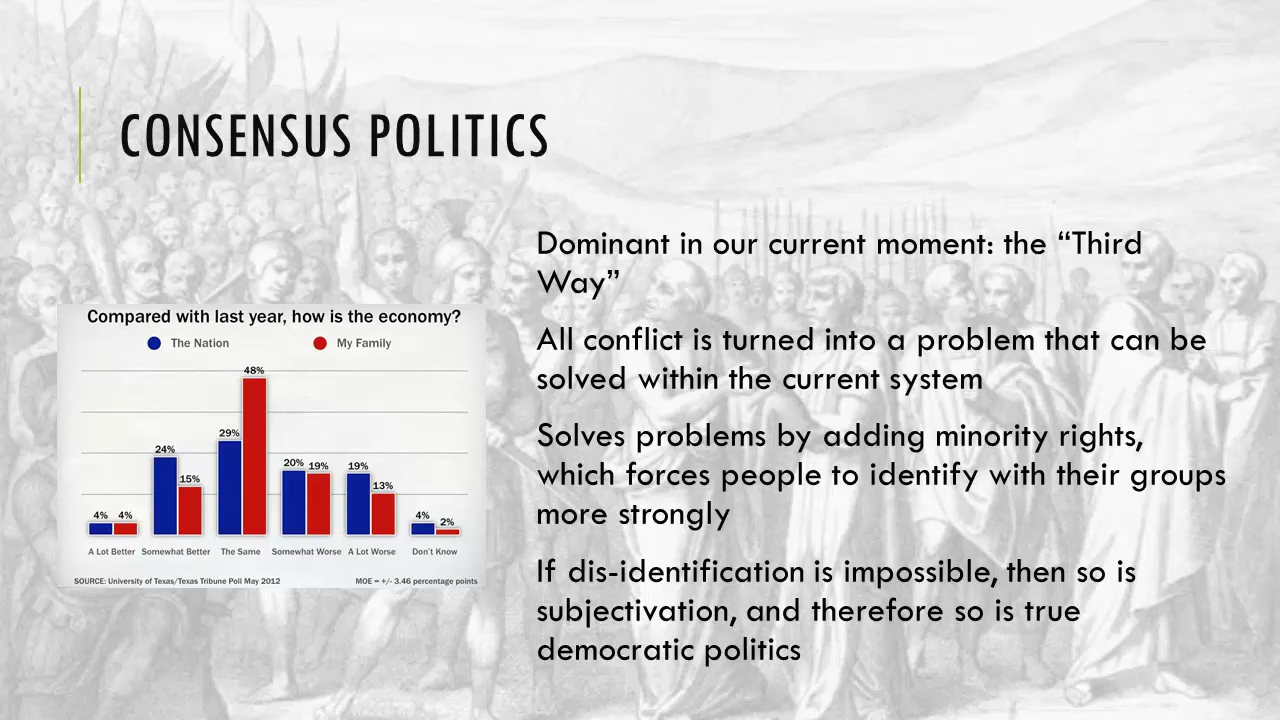 CONSENSUS POLITICS
Dominant in our current moment: the “Third
Way”
All conflict is turned into a problem that can be
solved within the current system
Solves problems by adding minority rights,
which forces people to identify with their groups
more strongly
If dis-identification is impossible, then so is
subjectivation, and therefore so is true
democratic politics
Compared with last year, how is the economy?
The Nation My Family
48%
29%
24%
20% 19% 19%
15%
13%
4% 4% 4% 2%
A Lot Better Somewhat Better The Same Somewhat Worse A Lot Worse Don't Know
SOURCE: University of Texas/Texas Tribune Poll May 2012 MOE = +/- 3.46 percentage points